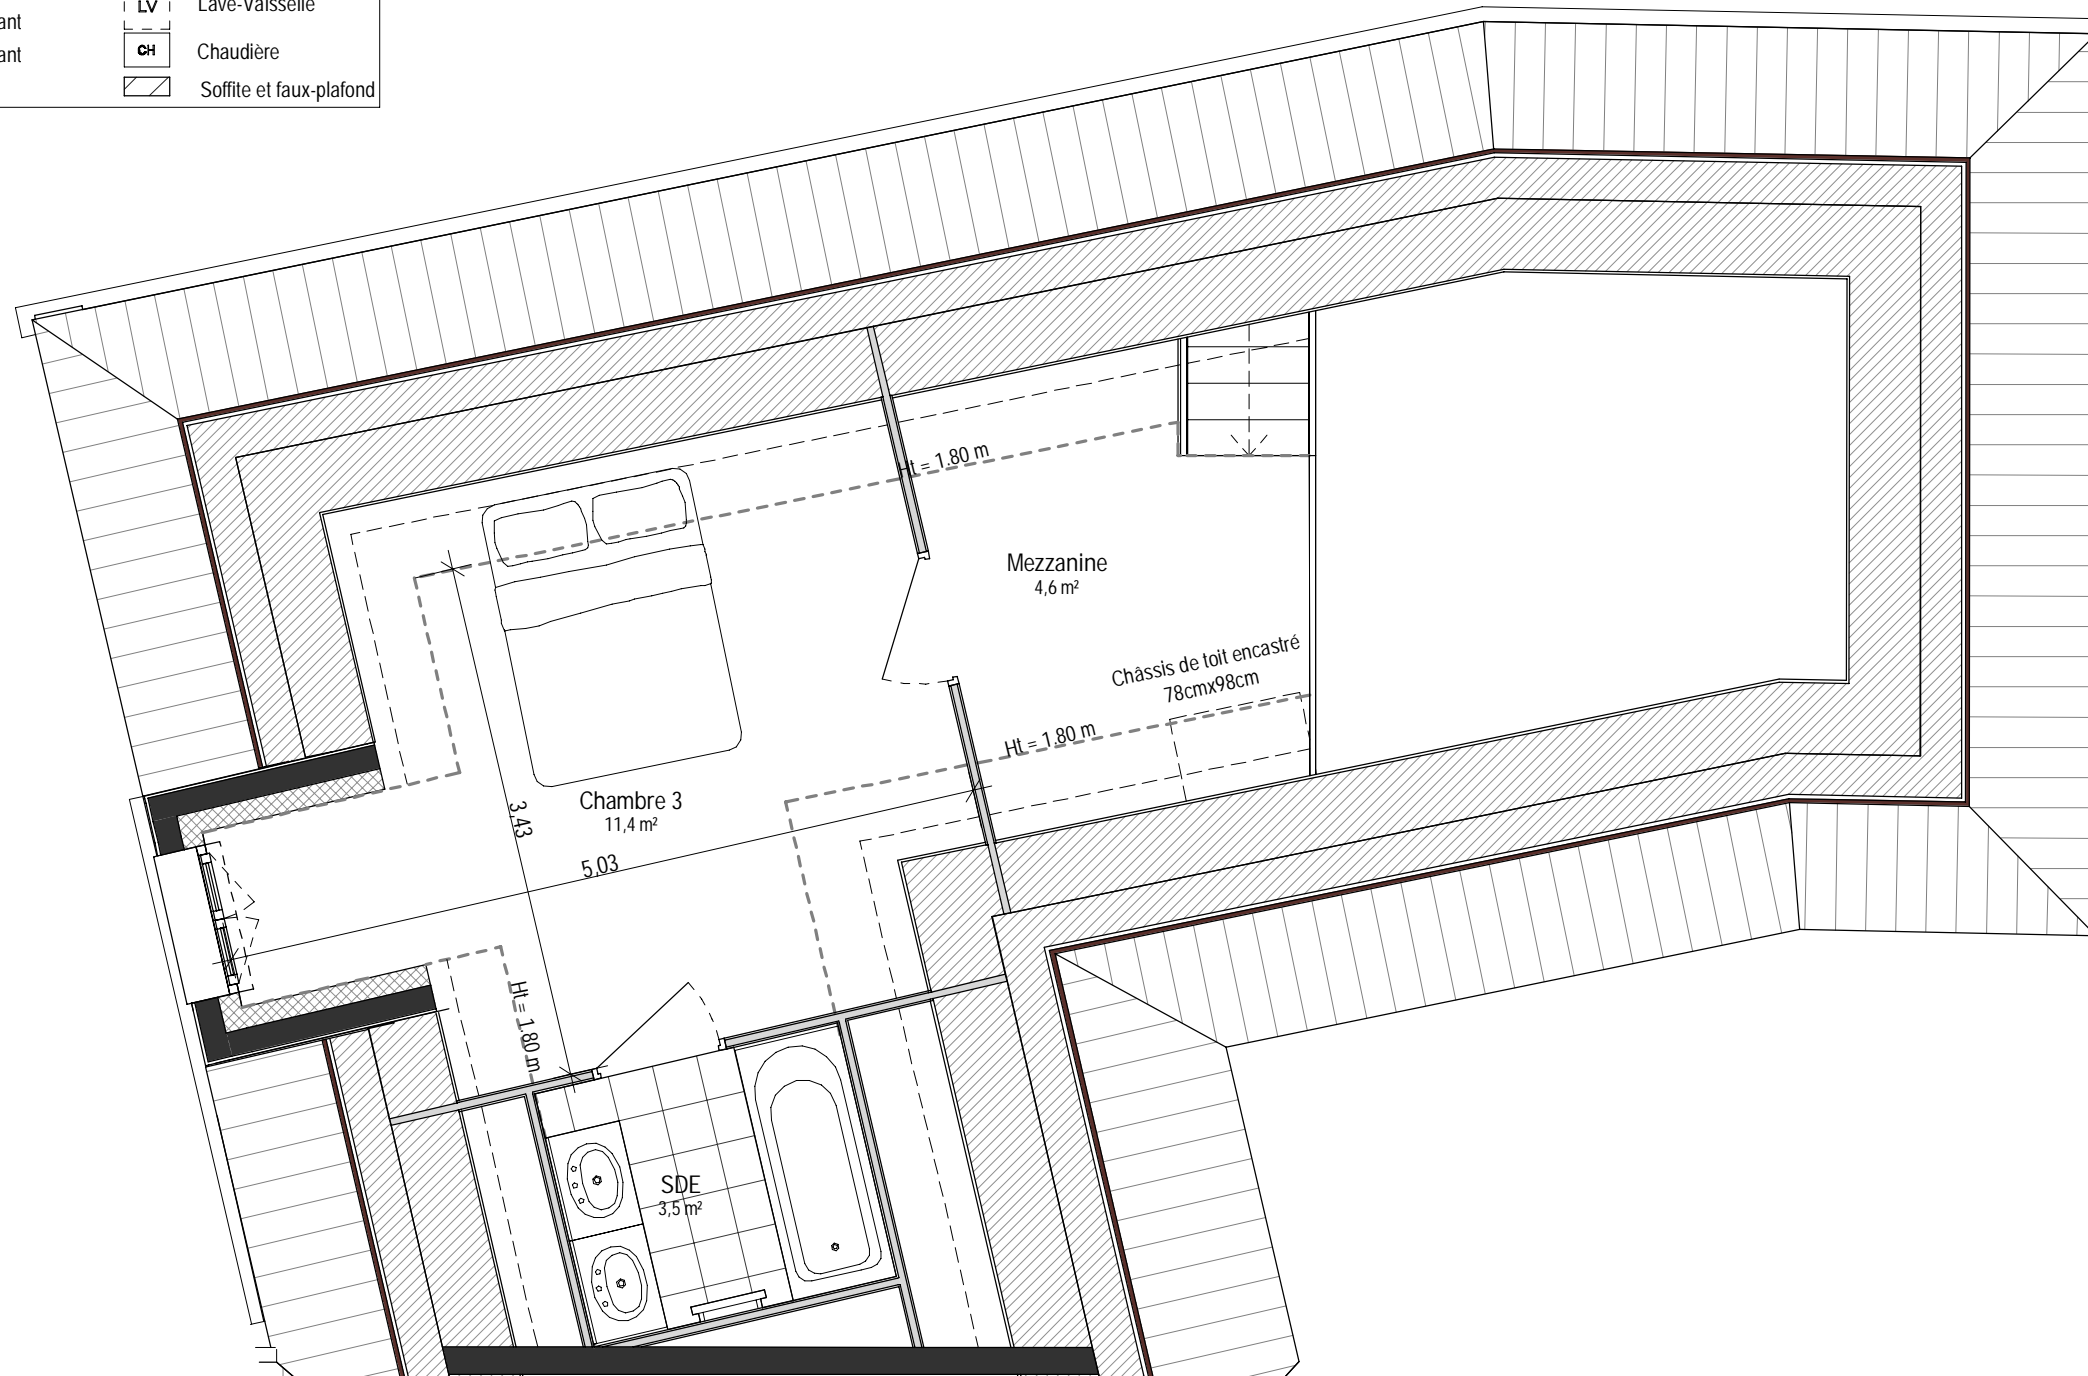 ant
ant
LV Lave-Vaisselle
CH Chaudière
Soffite et faux-plafond
t = 1.80 m
Mezzanine
4,6 m²
Châssis de toit encastré
78cmx98cm
Ht = 1.80 m
Chambre 3
11,4 m²
3,43
5,03
Ht = 1.80 m
SDE
3,5 m²